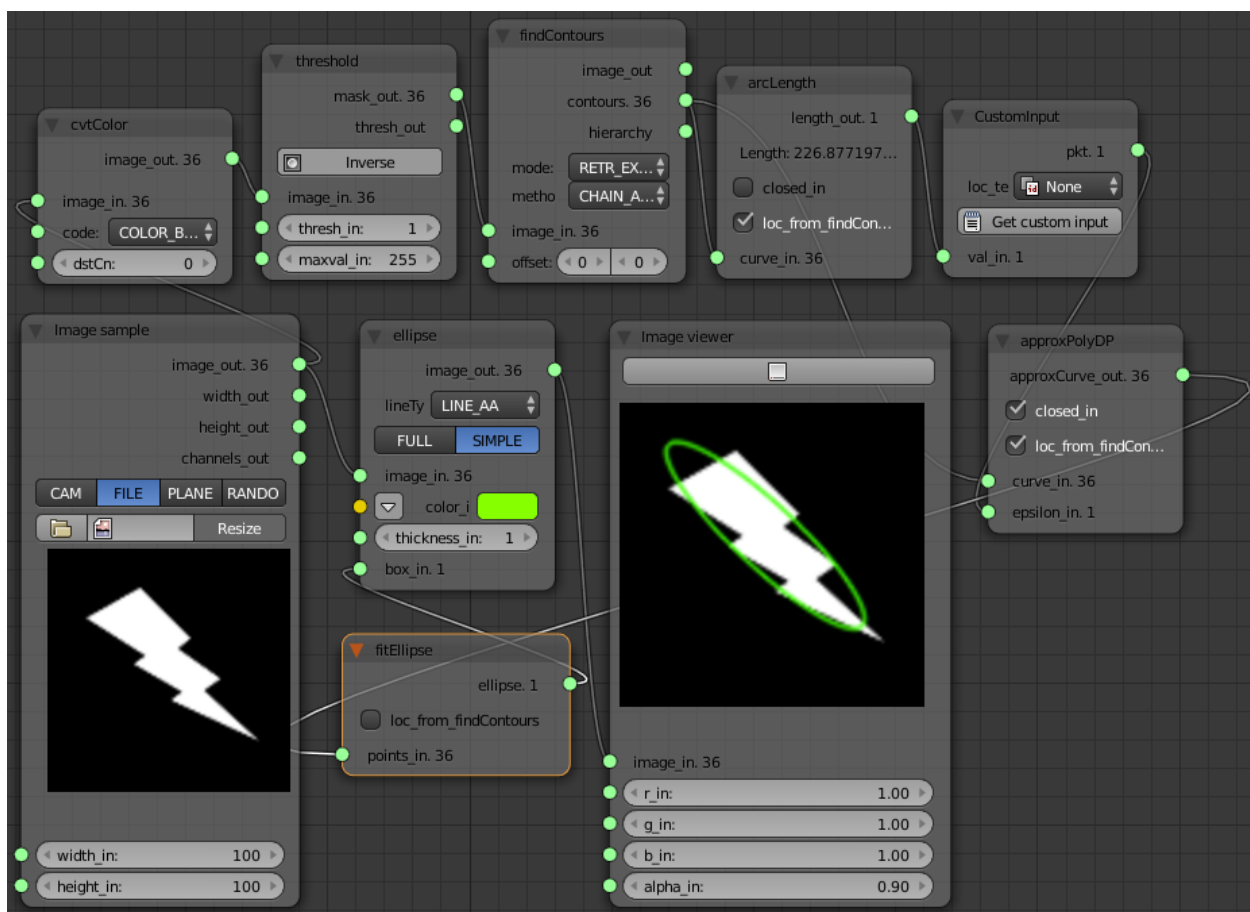 cvtColor
image_out. 36
image_in. 36
code: COLOR_B...
dstCn: 0
threshold
mask_out. 36
thresh_out
Inverse
image_in. 36
thresh_in: 1
maxval_in: 255
findContours
image_out
contours. 36
hierarchy
mode: RETR_EX...
metho CHAIN_A...
image_in. 36
offset: 0 0
arcLength
length_out. 1
Length: 226.877197...
closed_in
loc_from_findCon...
curve_in. 36
CustomInput
pkt. 1
loc_te None
Get custom input
val_in. 1
Image sample
image_out. 36
width_out
height_out
channels_out
CAM FILE PLANE RANDO
Resize
width_in: 100
height_in: 100
ellipse
image_out. 36
lineTy LINE_AA
FULL SIMPLE
image_in. 36
color_i
thickness_in: 1
box_in. 1
fitEllipse
ellipse. 1
loc_from_findContours
points_in. 36
Image viewer
image_in. 36
r_in: 1.00
g_in: 1.00
b_in: 1.00
alpha_in: 0.90
approxPolyDP
approxCurve_out. 36
closed_in
loc_from_findCon...
curve_in. 36
epsilon_in. 1